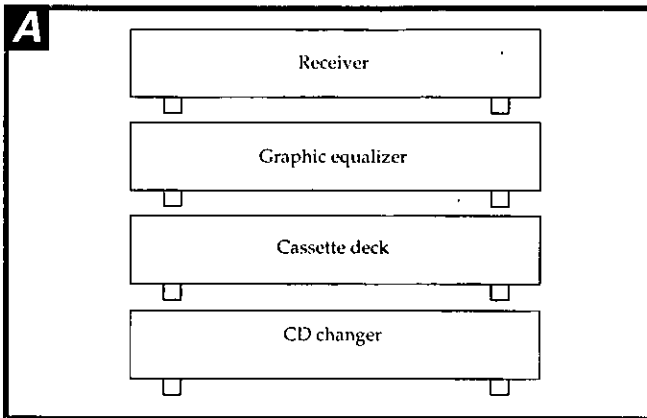 A
Receiver
Graphic equalizer
Cassette deck
CD changer